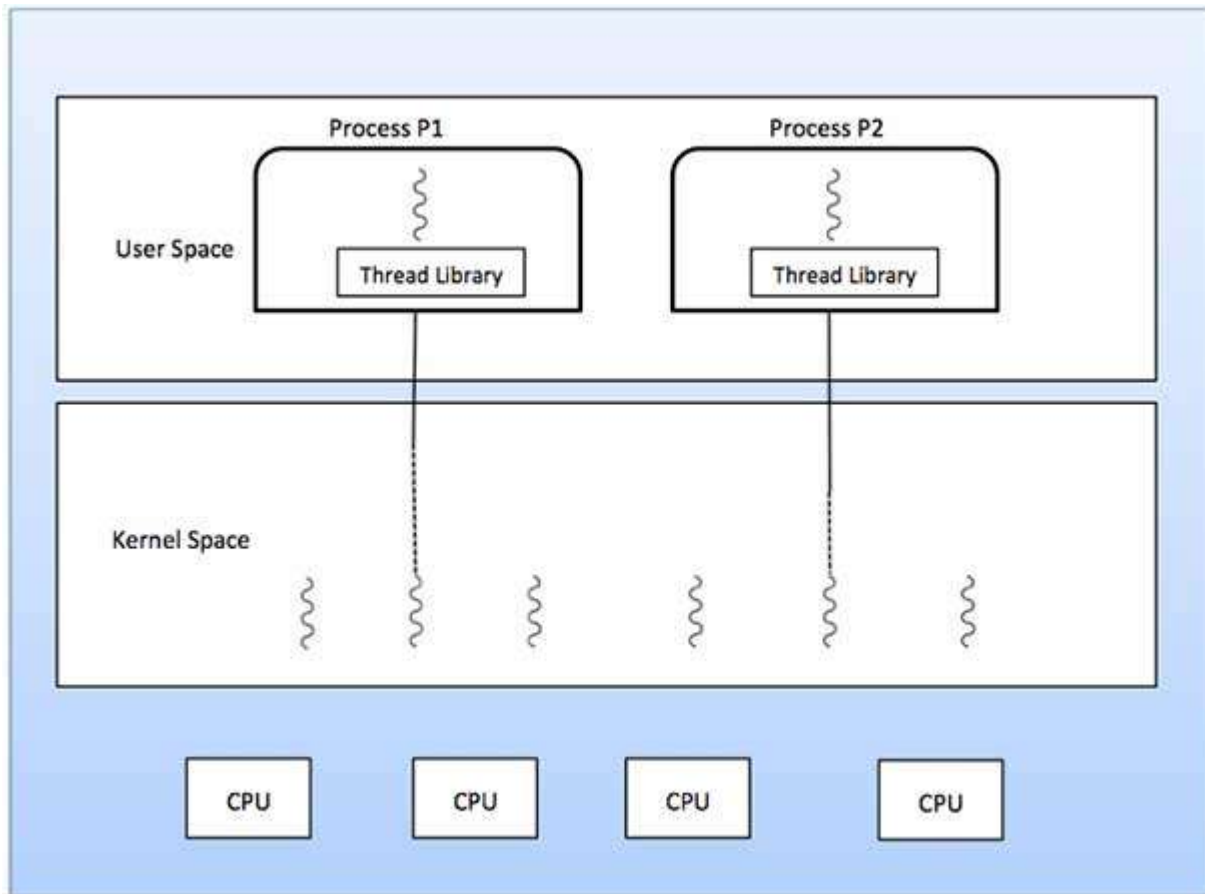 Process P1
Process P2
User Space
Thread Library
Thread Library
Kernel Space
CPU
CPU
CPU
CPU